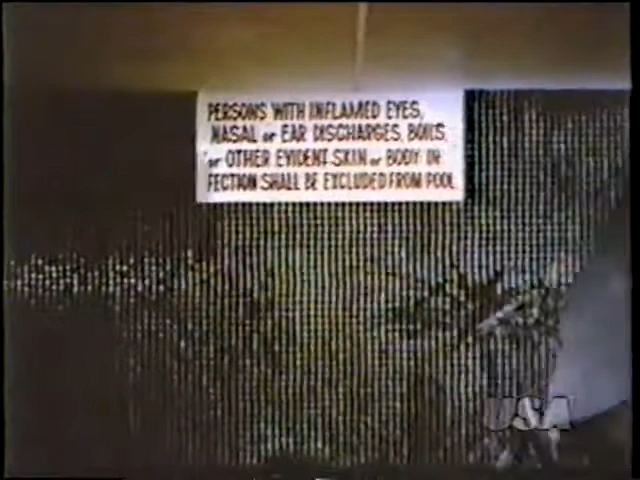 PERSONS WITH INFLAMED EYES,
NASAL or EAR DISCHARGES, BOILS,
or OTHER EVIDENT SKIN or BODY IN
FECTION SHALL BE EXCLUDED FROM POOL
USA